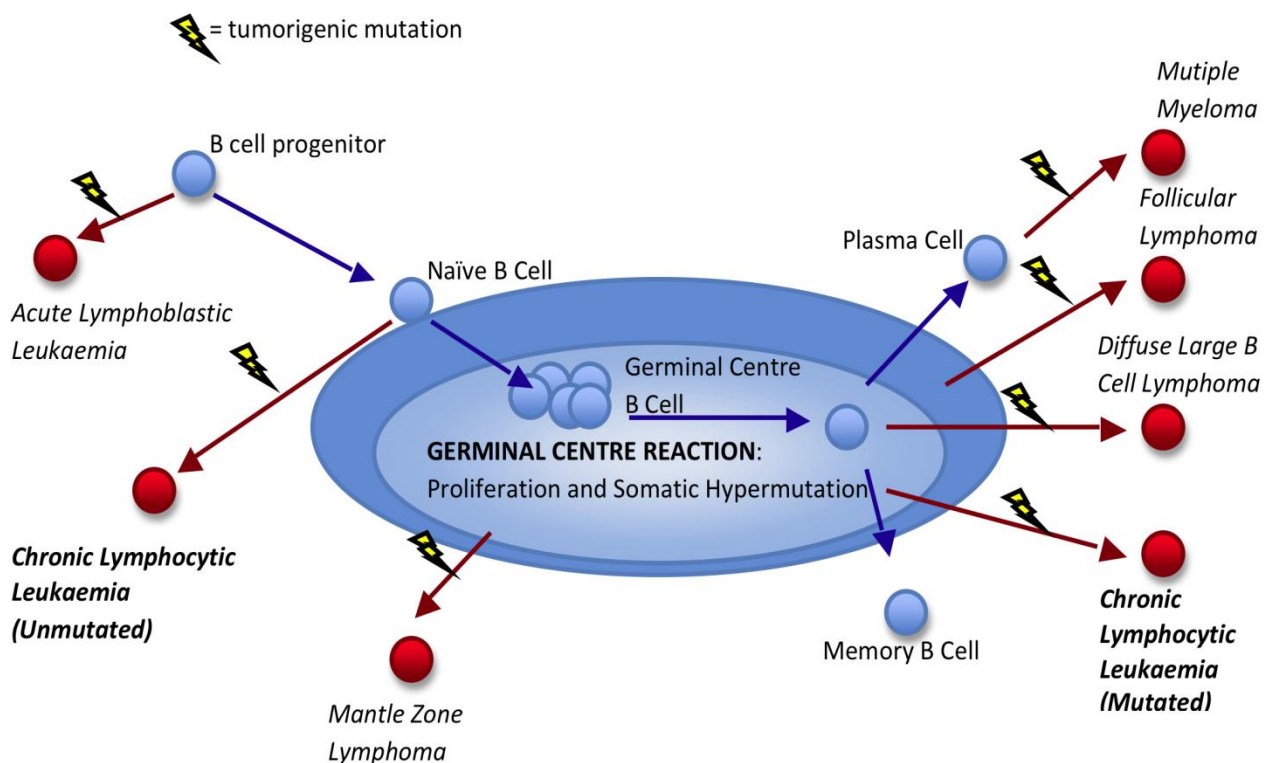 = tumorigenic mutation
B cell progenitor
Acute Lymphoblastic
Leukaemia
Naïve B Cell
Chronic Lymphocytic
Leukaemia
(Unmutated)
Germinal Centre
B Cell
GERMINAL CENTRE REACTION:
Proliferation and Somatic Hypermutation
Mantle Zone
Lymphoma
Plasma Cell
Memory B Cell
Mutiple
Myeloma
Follicular
Lymphoma
Diffuse Large B
Cell Lymphoma
Chronic
Lymphocytic
Leukaemia
(Mutated)